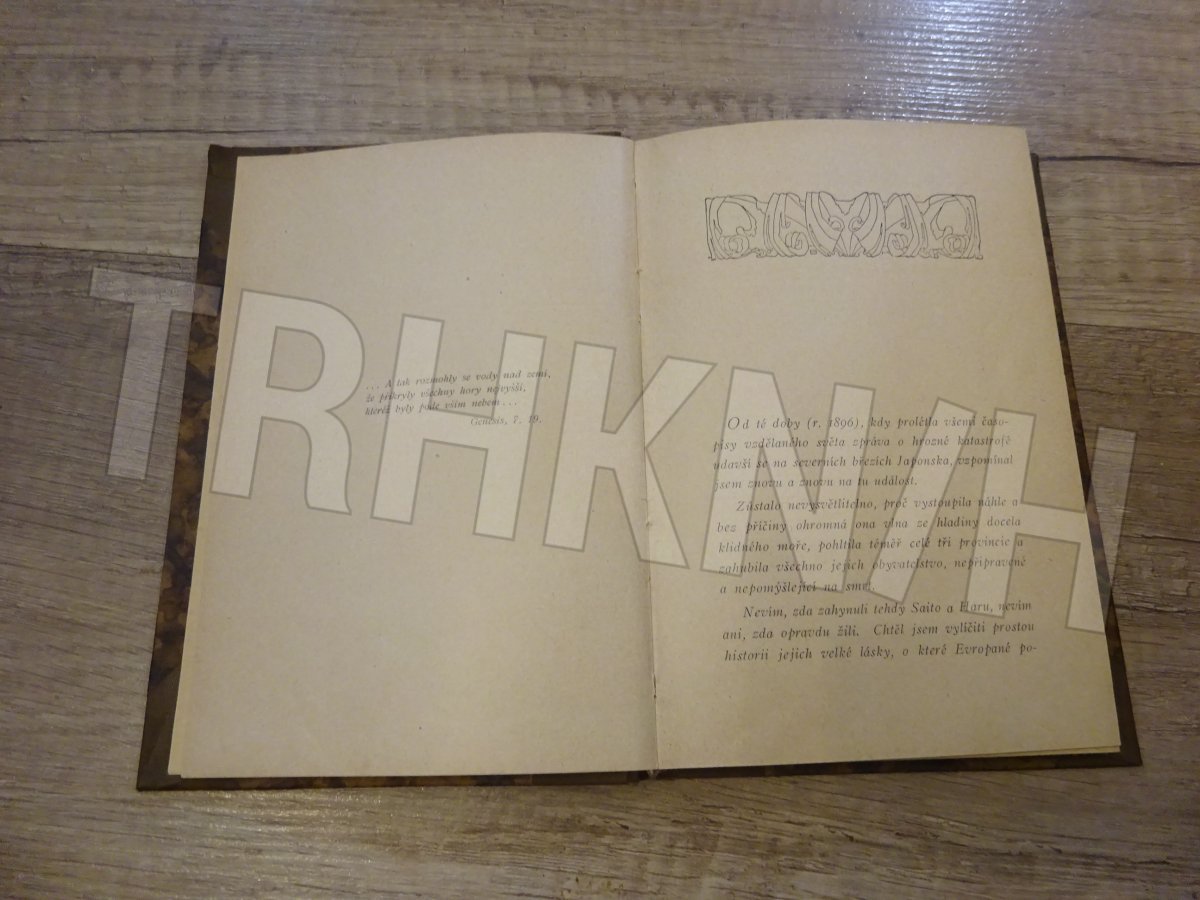 ... A tak rozmohly se vody nad zemí,
že přikryly všechny hory nejvyšší,
kteréž byly pode vším nebem ...
Genesis, 7. 19.
Od té doby (r. 1896), kdy prolétla všemi časo-
pisy vzdělaného světa zpráva o hrozné katastrofě
udavší se na severních březích Japonska, vzpomínal
jsem znovu a znovu na tu událost.
Zůstalo nevysvětlitelno, proč vystoupila náhle a
bez příčiny ohromná ona vlna ze hladiny docela
klidného moře, pohltila téměř celé tři provincie a
zahubila všechno jejich obyvatelstvo, nepřipravené
a nepomýšlející na smrt.
Nevím, zda zahynuli tehdy Saito a Haru, nevím
ani, zda opravdu žili. Chtěl jsem vylíčiti prostou
historii jejich velké lásky, o které Evropané po-
TRHKNVH